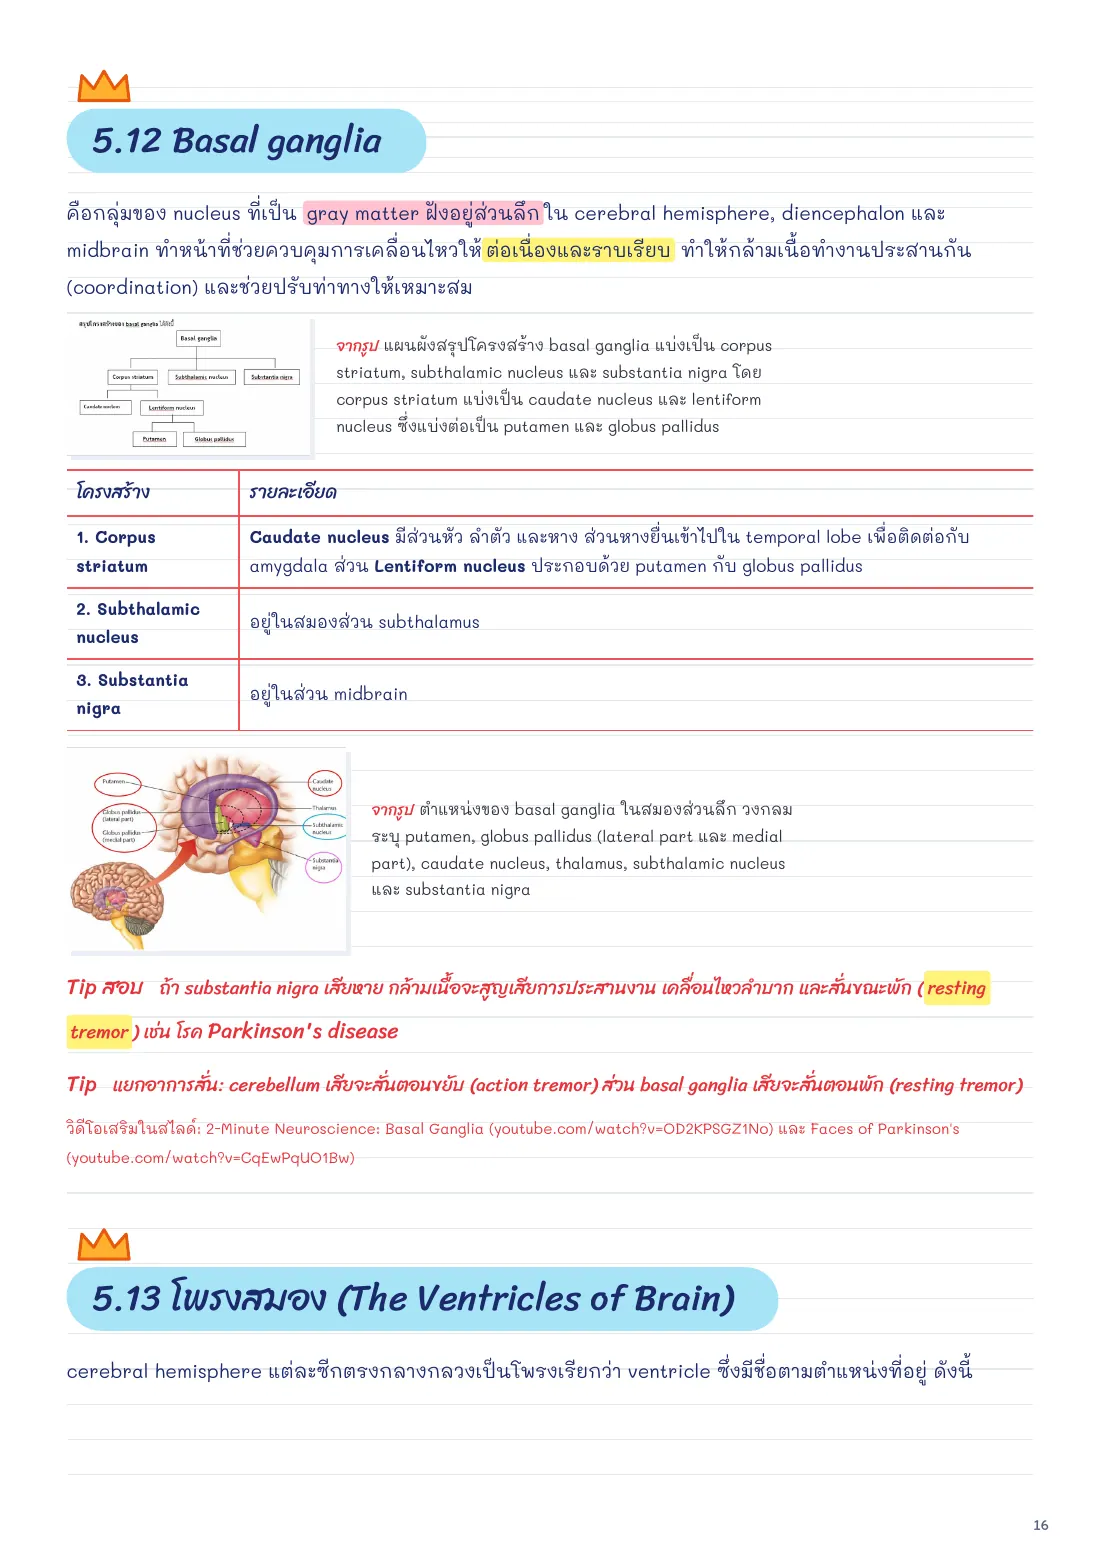 5.12 Basal ganglia
คือกลุ่มของ nucleus ที่เป็น gray matter ฝังอยู่ส่วนลึก ใน cerebral hemisphere, diencephalon และ
midbrain ทำหน้าที่ช่วยควบคุมการเคลื่อนไหวให้ ต่อเนื่องและราบเรียบ ทำให้กล้ามเนื้อทำงานประสานกัน
(coordination) และช่วยปรับท่าทางให้เหมาะสม
สรุปโครงสร้างของ basal ganglia ได้ดังนี้
Basal ganglia
Corpus striatum
Subthalamic nucleus
Substantia nigra
Caudate nucleus
Lentiform nucleus
Putamen
Globus pallidus
จากรูป แผนผังสรุปโครงสร้าง basal ganglia แบ่งเป็น corpus
striatum, subthalamic nucleus และ substantia nigra โดย
corpus striatum แบ่งเป็น caudate nucleus และ lentiform
nucleus ซึ่งแบ่งต่อเป็น putamen และ globus pallidus
โครงสร้าง รายละเอียด
1. Corpus
striatum
Caudate nucleus มีส่วนหัว ลำตัว และหาง ส่วนหางยื่นเข้าไปใน temporal lobe เพื่อติดต่อกับ
amygdala ส่วน Lentiform nucleus ประกอบด้วย putamen กับ globus pallidus
2. Subthalamic
nucleus
อยู่ในสมองส่วน subthalamus
3. Substantia
nigra
อยู่ในส่วน midbrain
Putamen
Globus pallidus
(lateral part)
Globus pallidus
(medial part)
Caudate
nucleus
Thalamus
Subthalamic
nucleus
Substantia
nigra
จากรูป ตำแหน่งของ basal ganglia ในสมองส่วนลึก วงกลม
ระบุ putamen, globus pallidus (lateral part และ medial
part), caudate nucleus, thalamus, subthalamic nucleus
และ substantia nigra
Tip สอบ ถ้า substantia nigra เสียหาย กล้ามเนื้อจะสูญเสียการประสานงาน เคลื่อนไหวลำบาก และสั่นขณะพัก (resting
tremor) เช่น โรค Parkinson's disease
Tip แยกอาการสั่น: cerebellum เสียจะสั่นตอนขยับ (action tremor) ส่วน basal ganglia เสียจะสั่นตอนพัก (resting tremor)
วิดีโอเสริมในสไลด์: 2-Minute Neuroscience: Basal Ganglia (youtube.com/watch?v=OD2KPSGZ1No) และ Faces of Parkinson's
(youtube.com/watch?v=CqEwPqUO1Bw)
5.13 โพรงสมอง (The Ventricles of Brain)
cerebral hemisphere แต่ละซีกตรงกลางกลวงเป็นโพรงเรียกว่า ventricle ซึ่งมีชื่อตามตำแหน่งที่อยู่ ดังนี้
16